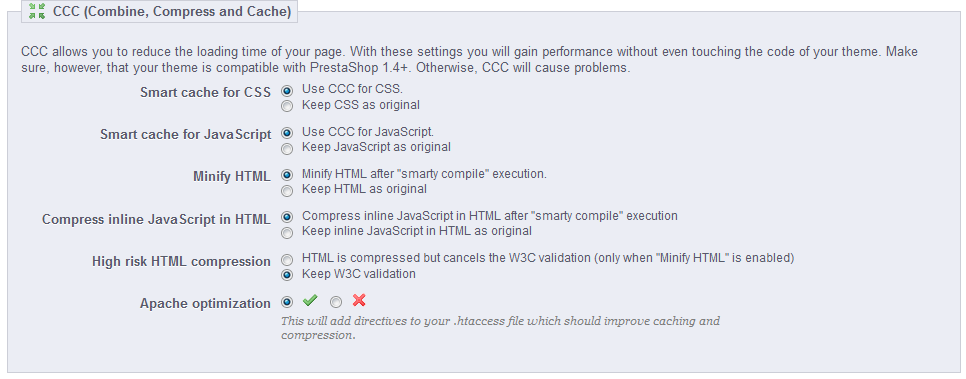 CCC (Combine, Compress and Cache)
CCC allows you to reduce the loading time of your page. With these settings you will gain performance without even touching the code of your theme. Make
sure, however, that your theme is compatible with PrestaShop 1.4+. Otherwise, CCC will cause problems.
Smart cache for CSS Use CCC for CSS.
Keep CSS as original
Smart cache for JavaScript Use CCC for JavaScript.
Keep JavaScript as original
Minify HTML Minify HTML after "smarty compile" execution.
Keep HTML as original
Compress inline JavaScript in HTML Compress inline JavaScript in HTML after "smarty compile" execution
Keep inline JavaScript in HTML as original
High risk HTML compression HTML is compressed but cancels the W3C validation (only when "Minify HTML" is enabled)
Keep W3C validation
Apache optimization
This will add directives to your .htaccess file which should improve caching and
compression.